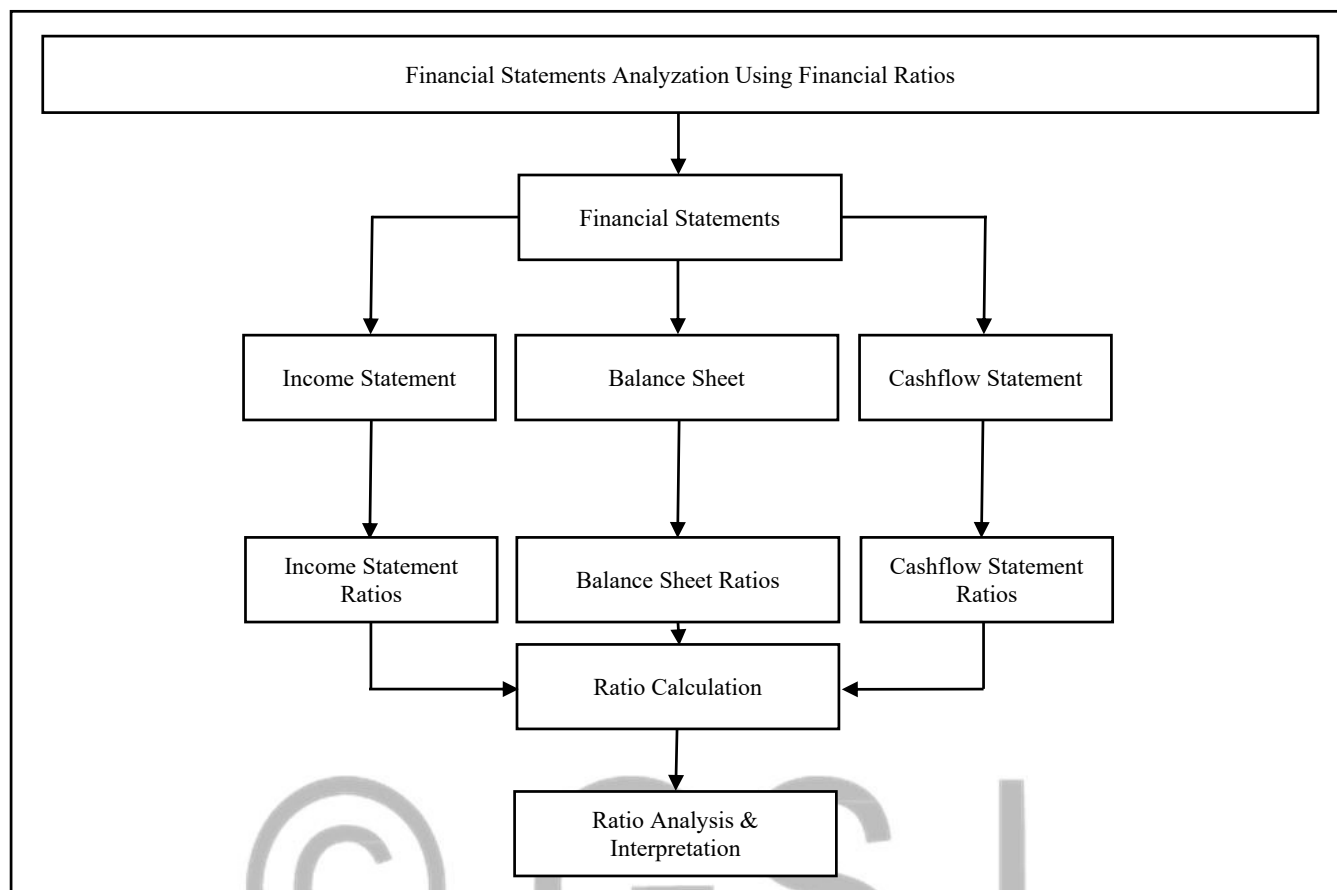 Financial Statements Analyzation Using Financial Ratios
Financial Statements
Income Statement
Balance Sheet
Cashflow Statement
Income Statement
Ratios
Balance Sheet Ratios
Cashflow Statement
Ratios
Ratio Calculation
Ratio Analysis &
Interpretation